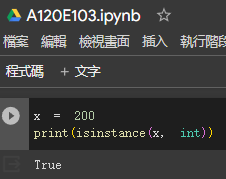 A120E103.ipynb
檔案 編輯 檢視畫面 插入 執行階段
程式碼 + 文字
x = 200
print(isinstance(x, int))
True